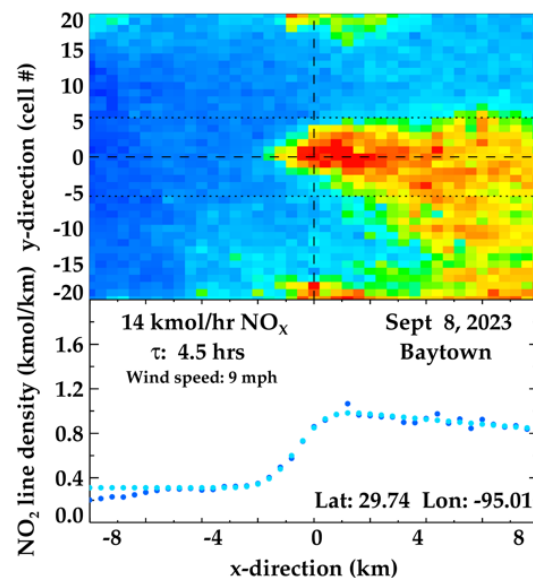 20
15
10
5
0
-5
-10
-15
-20
y-direction (cell #)
14 kmol/hr NOX
τ: 4.5 hrs
Wind speed: 9 mph
Sept 8, 2023
Baytown
1.6
1.2
0.8
0.4
0.0
NO2 line density (kmol/km)
Lat: 29.74 Lon: -95.01
-8 -4 0 4 8
x-direction (km)